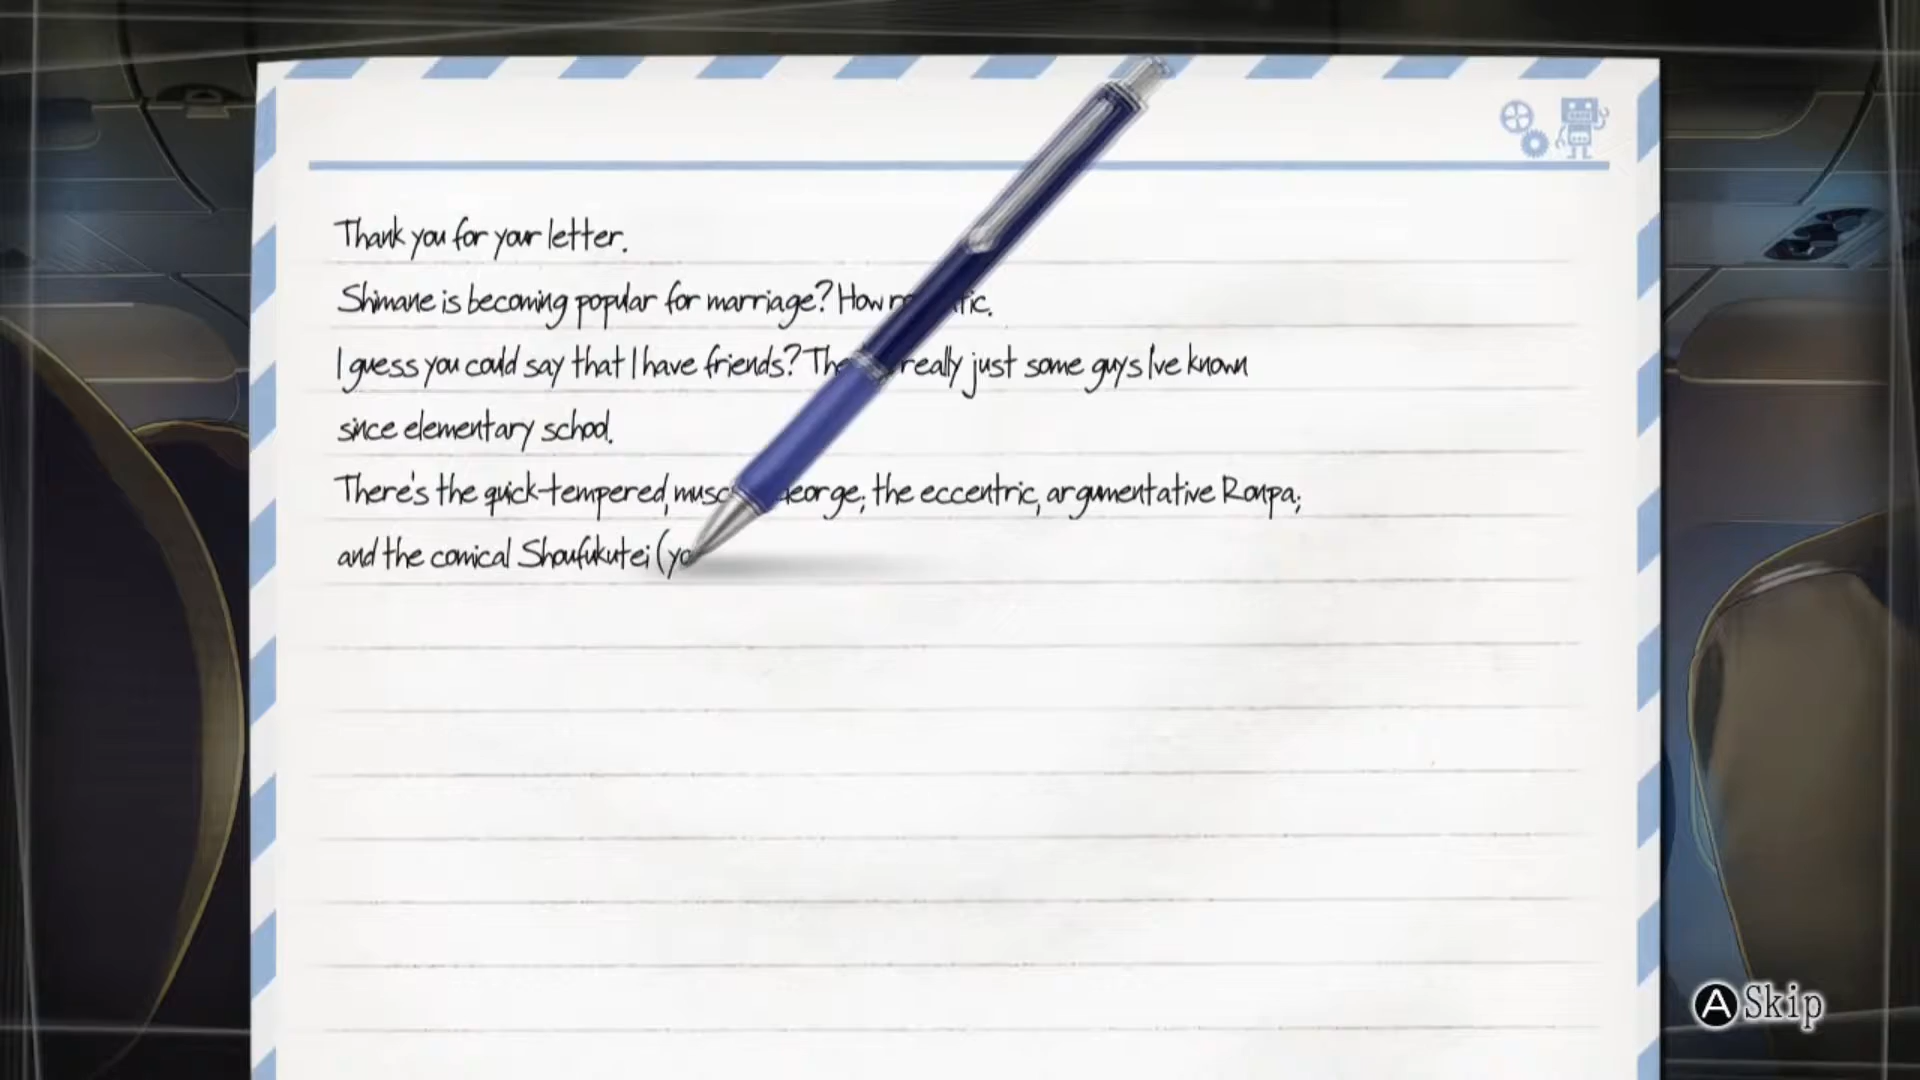 Thank you for your letter.
Shimane is becoming popular for marriage? How
I guess you could say that I have friends? really just some guys I've known
since elementary school.
There's the quick-tempered, George; the eccentric, argumentative Ronpa;
and the comical Shoufukutei (yo
A Skip